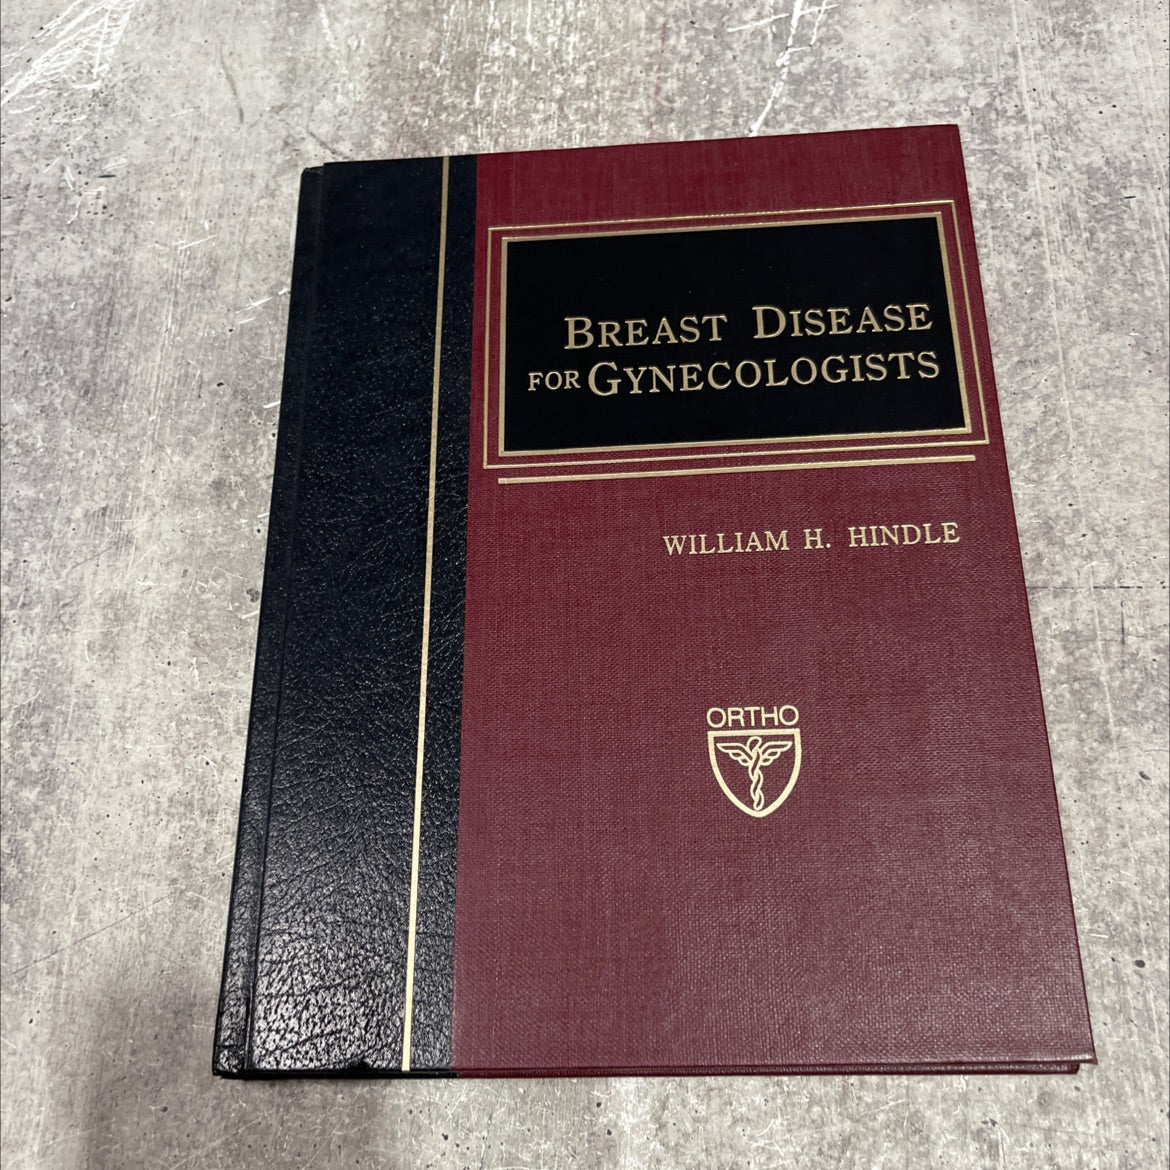 BREAST DISEASE
FOR GYNECOLOGISTS
WILLIAM H. HINDLE
ORTHO